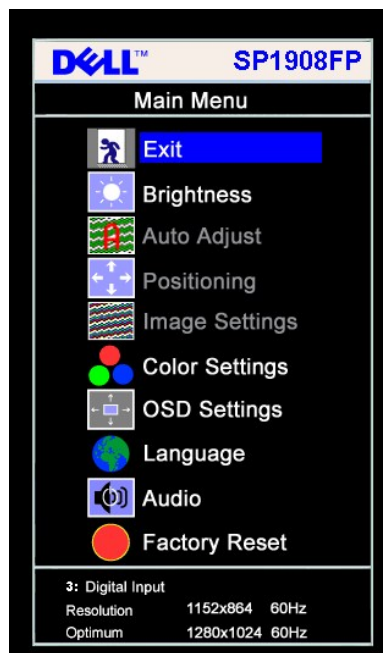 DELL™ SP1908FP
Main Menu
Exit
Brightness
Auto Adjust
Positioning
Image Settings
Color Settings
OSD Settings
Language
Audio
Factory Reset
3: Digital Input
Resolution 1152x864 60Hz
Optimum 1280x1024 60Hz